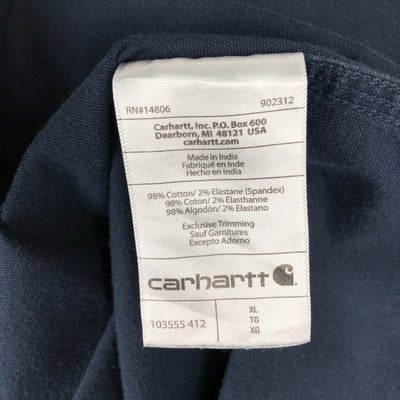 RN#14806 902312
Carhartt, Inc. P.O. Box 600
Dearborn, MI 48121 USA
carhartt.com
Made in India
Fabriqué en Inde
Hecho en India
98% Cotton/ 2% Elastane (Spandex)
98% Coton/ 2% Élasthanne
98% Algodón/ 2% Elastano
Exclusive Trimming
Sauf Garnitures
Excepto Adorno
carhartt
103555 412
XL
TG
XG